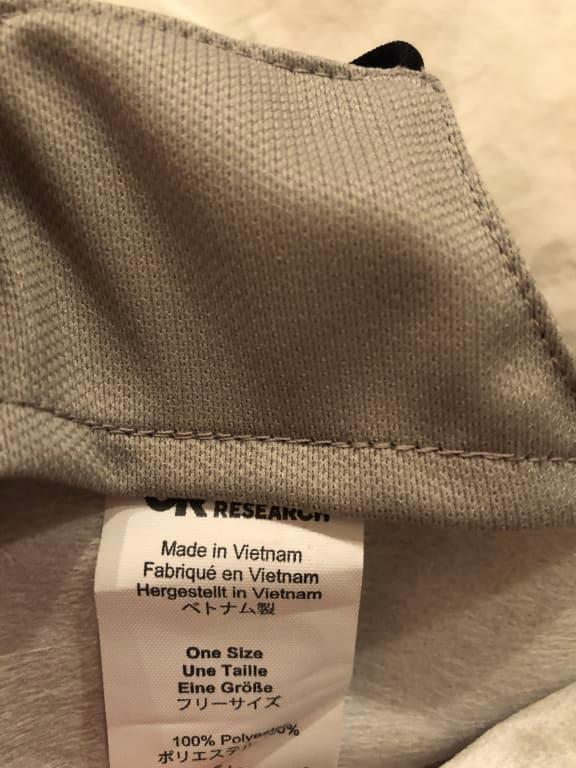 RESEARCH
Made in Vietnam
Fabriqué en Vietnam
Hergestellt in Vietnam
ベトナム製
One Size
Une Taille
Eine Größe
フリーサイズ
100%